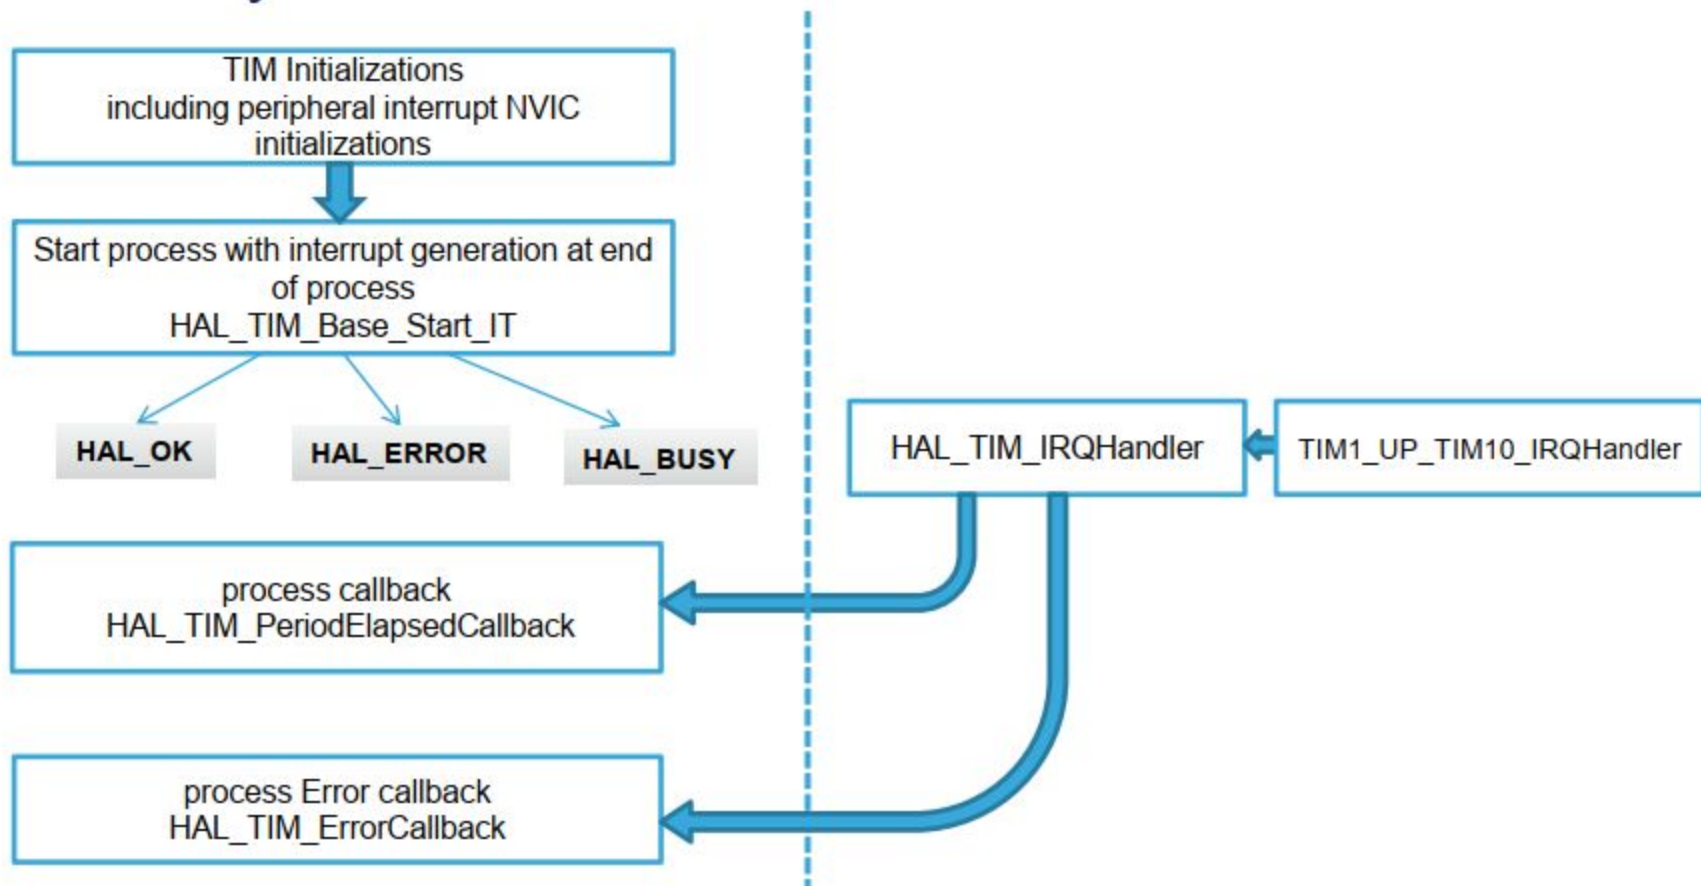 TIM Initializations
including peripheral interrupt NVIC
initializations
Start process with interrupt generation at end
of process
HAL_TIM_Base_Start_IT
HAL_OK
HAL_ERROR
HAL_BUSY
HAL_TIM_IRQHandler
TIM1_UP_TIM10_IRQHandler
process callback
HAL_TIM_PeriodElapsedCallback
process Error callback
HAL_TIM_ErrorCallback